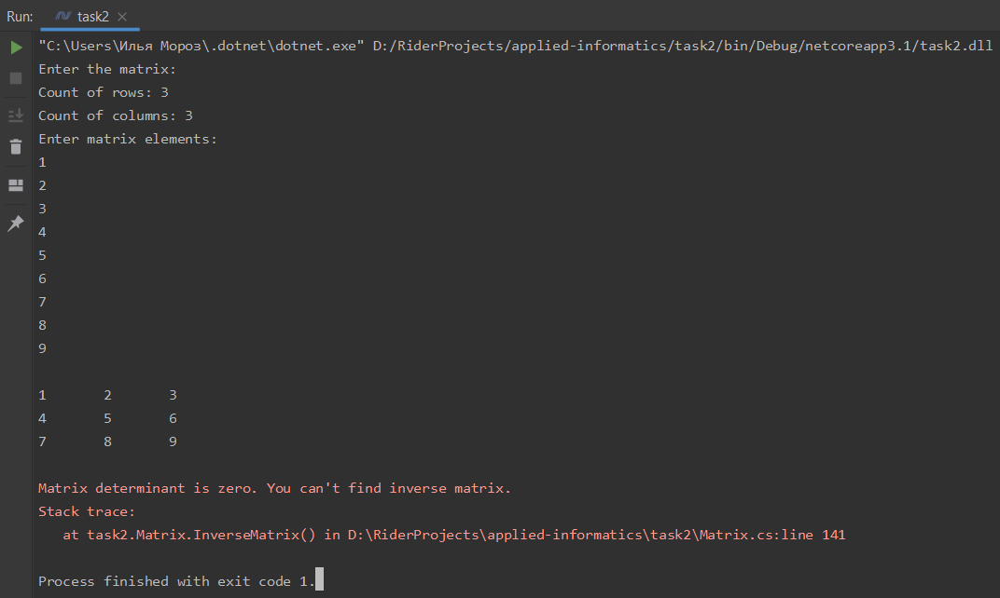 Run: task2
"C:\Users\Илья Мороз\.dotnet\dotnet.exe" D:/RiderProjects/applied-informatics/task2/bin/Debug/netcoreapp3.1/task2.dll
Enter the matrix:
Count of rows: 3
Count of columns: 3
Enter matrix elements:
1
2
3
4
5
6
7
8
9
1 2 3
4 5 6
7 8 9
Matrix determinant is zero. You can't find inverse matrix.
Stack trace:
at task2.Matrix.InverseMatrix() in D:\RiderProjects\applied-informatics\task2\Matrix.cs:line 141
Process finished with exit code 1.